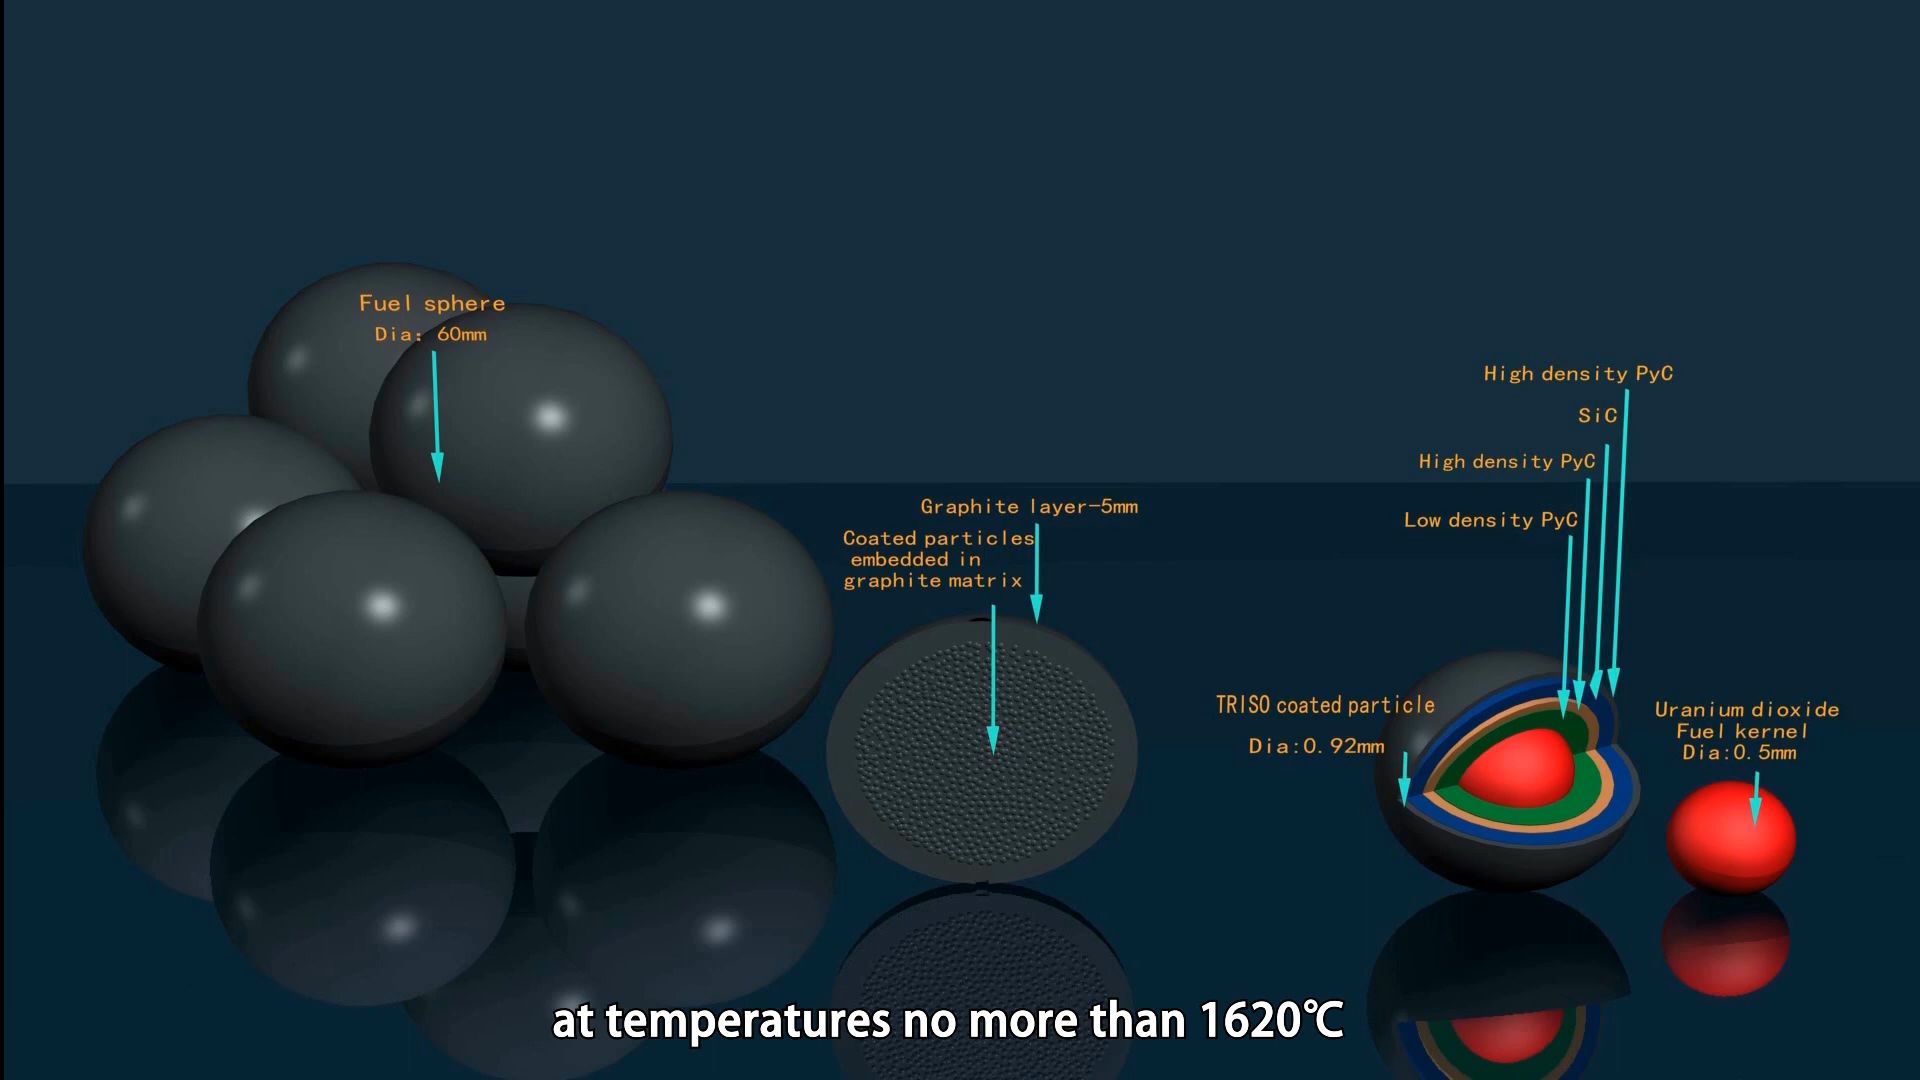 Fuel sphere
Dia: 60mm
Graphite layer-5mm
Coated particles
embedded in
graphite matrix
High density PyC
SiC
High density PyC
Low density PyC
TRISO coated particle
Dia:0.92mm
Uranium dioxide
Fuel kernel
Dia:0.5mm
at temperatures no more than 1620℃